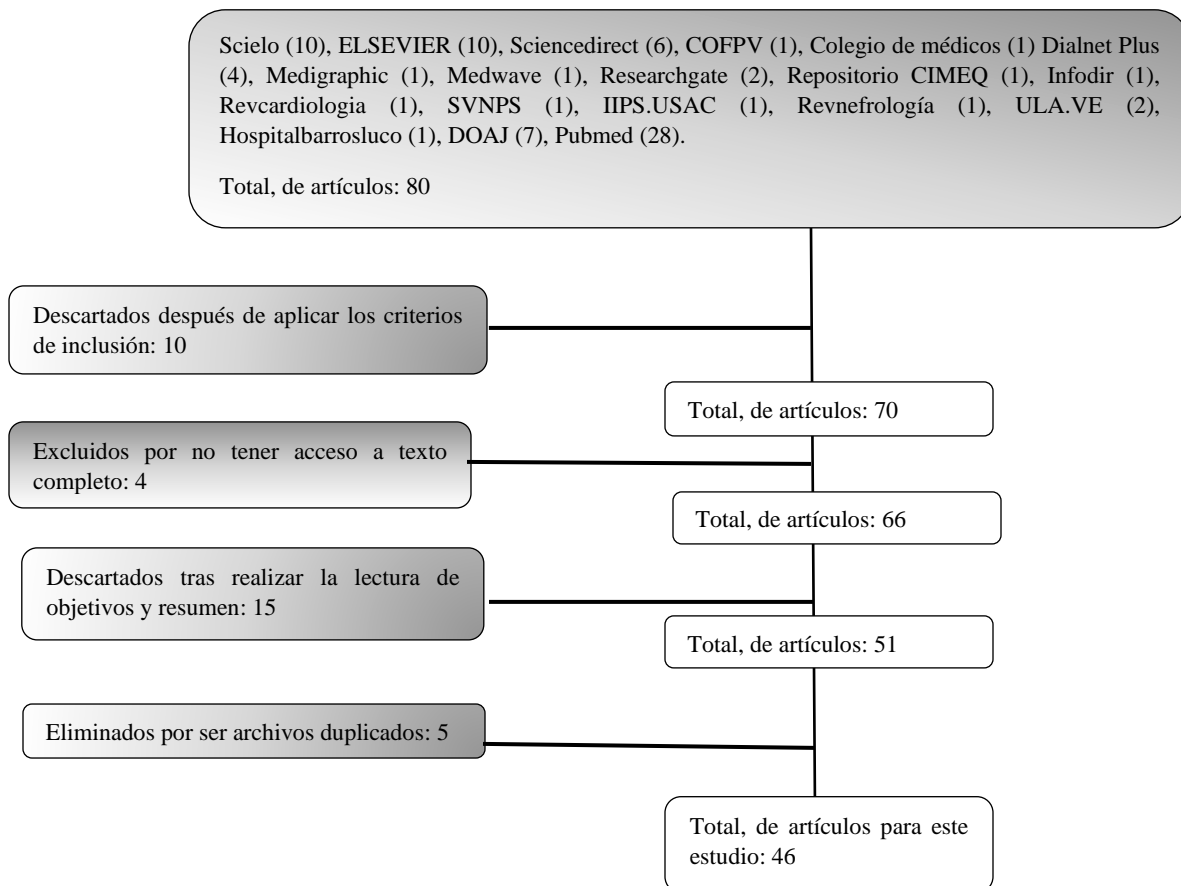 Scielo (10), ELSEVIER (10), Sciencedirect (6), COFPV (1), Colegio de médicos (1) Dialnet Plus
(4), Medigraphic (1), Medwave (1), Researchgate (2), Repositorio CIMEQ (1), Infodir (1),
Revcardiologia (1), SVNPS (1), IIPS.USAC (1), Revnefrología (1), ULA.VE (2),
Hospitalbarrosluco (1), DOAJ (7), Pubmed (28).
Total, de artículos: 80
Descartados después de aplicar los criterios
de inclusión: 10
Total, de artículos: 70
Excluidos por no tener acceso a texto
completo: 4
Total, de artículos: 66
Descartados tras realizar la lectura de
objetivos y resumen: 15
Total, de artículos: 51
Eliminados por ser archivos duplicados: 5
Total, de artículos para este
estudio: 46